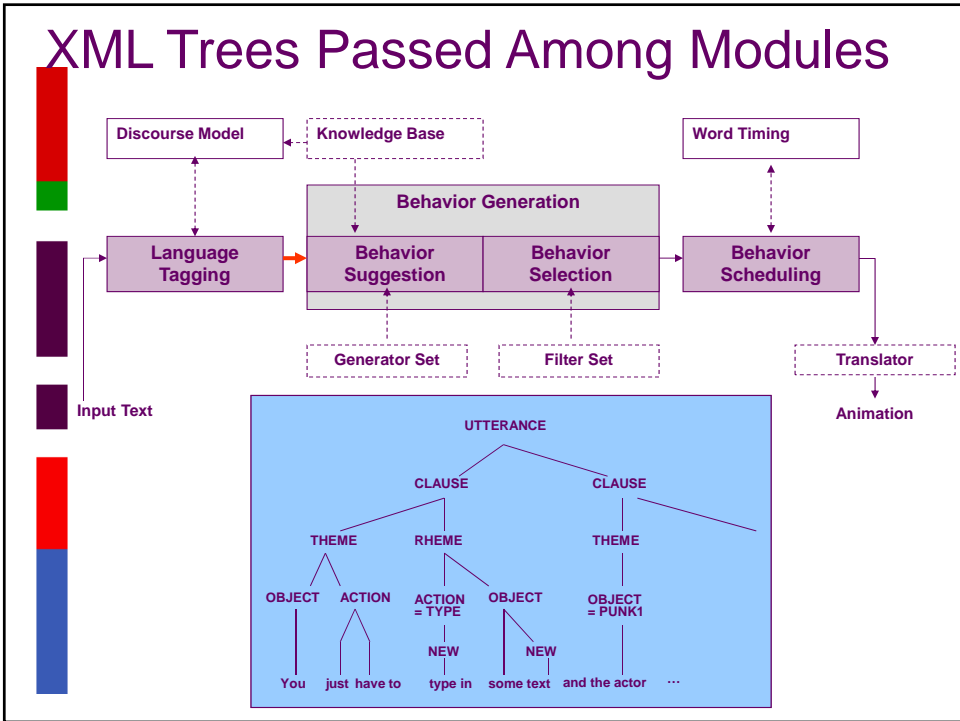 XML Trees Passed Among Modules
Discourse Model
Knowledge Base
Word Timing
Behavior Generation
Language
Tagging
Behavior
Suggestion
Behavior
Selection
Behavior
Scheduling
Generator Set
Filter Set
Translator
Input Text
Animation
UTTERANCE
CLAUSE CLAUSE
THEME RHEME THEME
OBJECT ACTION ACTION
= TYPE OBJECT OBJECT
= PUNK1
NEW NEW
You just have to type in some text and the actor ...